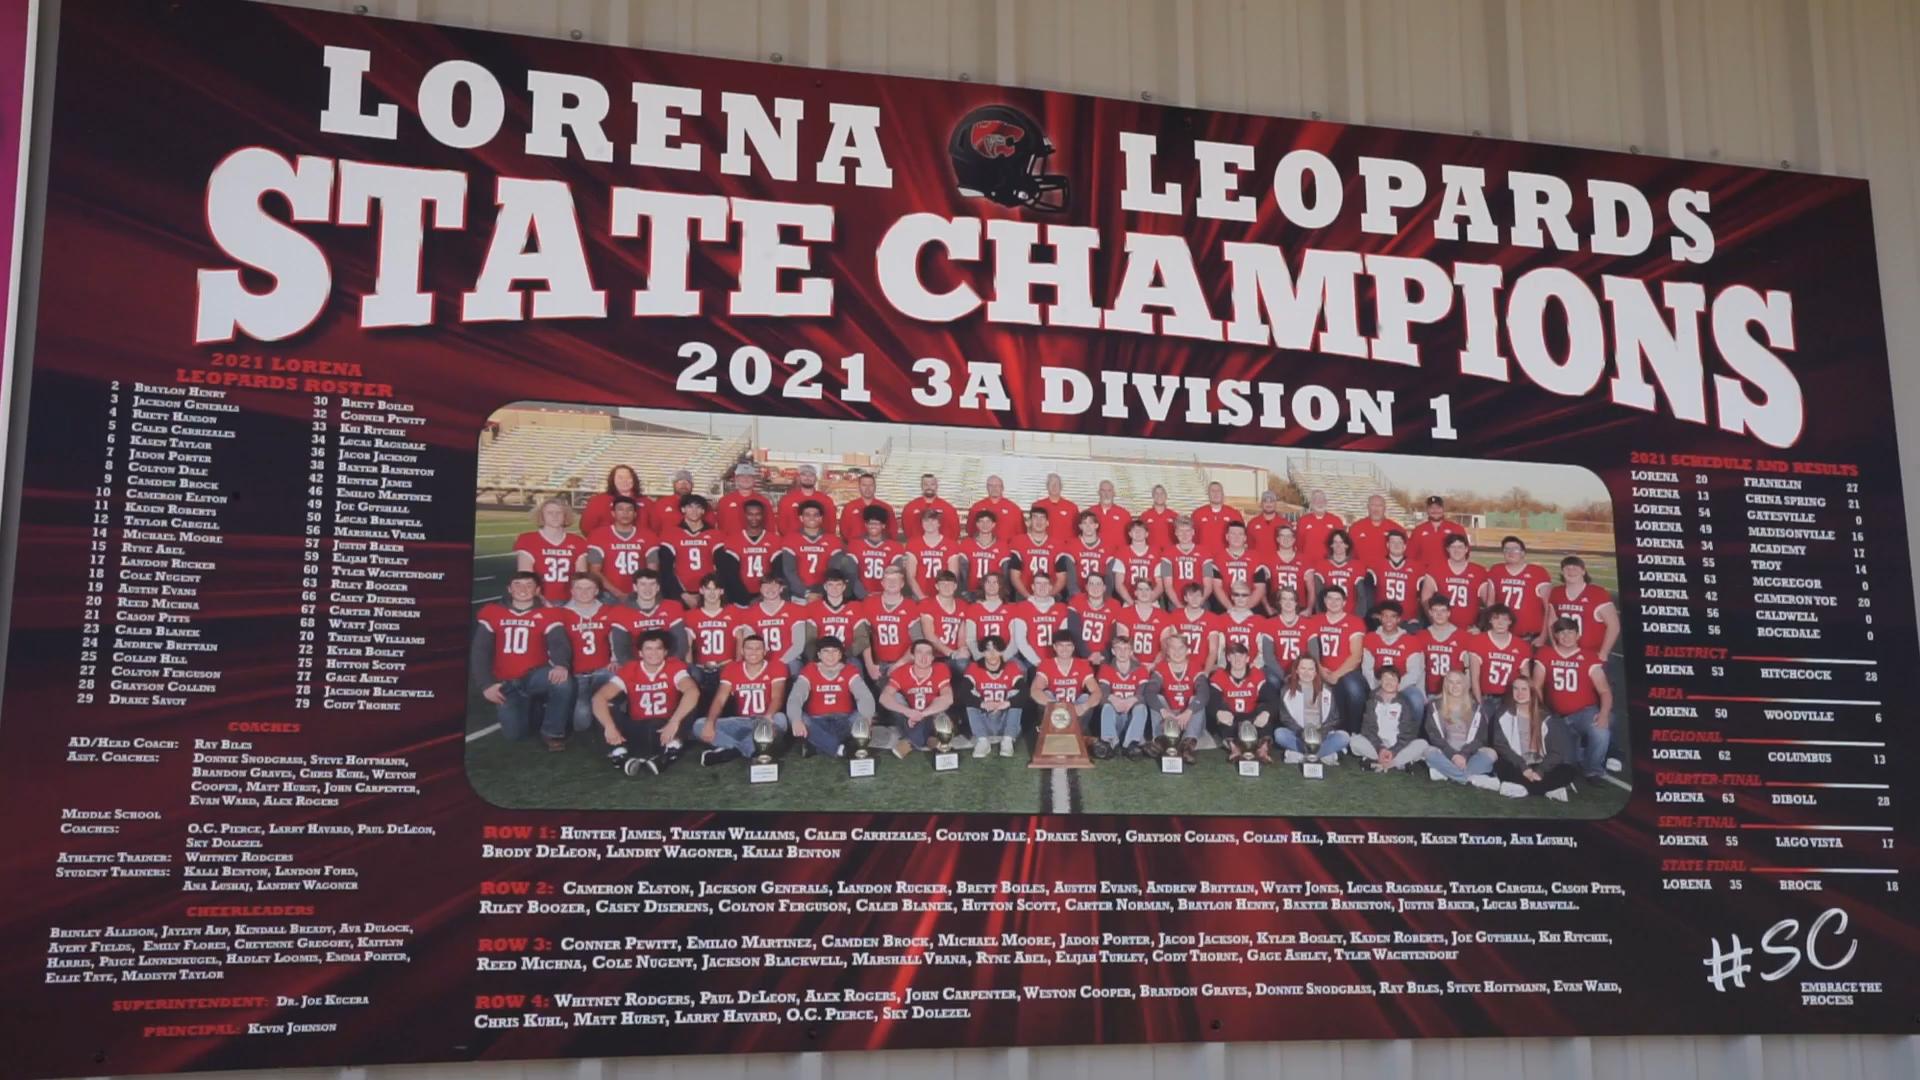 LORENA LEOPARDS
STATE CHAMPIONS
2021 3A DIVISION 1
2021 LORENA
LEOPARDS ROSTER
2 BRAYLON HENRY
3 JACKSON GENERALS
4 RHETT HANSON
5 CALEB CARRIZALES
6 KASEN TAYLOR
7 JADON PORTER
8 COLTON DALE
9 CAMDEN BROCK
10 CAMERON ELSTON
11 KADEN ROBERTS
12 TAYLOR CARGILL
14 MICHAEL MOORE
15 RYNE ABEL
17 LANDON RUCKER
18 COLE NUGENT
19 AUSTIN EVANS
20 REED MICHNA
21 CASON PITTS
23 CALEB BLANEK
24 ANDREW BRITTAIN
25 COLLIN HILL
27 COLTON FERGUSON
28 GRAYSON COLLINS
29 DRAKE SAVOY
30 BRETT BOILES
32 CONNER PEWITT
33 KHI RITCHIE
34 LUCAS RAGSDALE
36 JACOB JACKSON
38 BAXTER BANKSTON
42 HUNTER JAMES
46 EMILIO MARTINEZ
49 JOE GUTSHALL
50 LUCAS BRASWELL
56 MARSHALL VRANA
57 JUSTIN BAKER
59 ELIJAH TURLEY
60 TYLER WACHTENDORF
63 RILEY BOOZER
66 CASEY DISERENS
67 CARTER NORMAN
68 WYATT JONES
70 TRISTAN WILLIAMS
72 KYLER BOSLEY
75 HUTTON SCOTT
77 GAGE ASHLEY
78 JACKSON BLACKWELL
79 CODY THORNE
COACHES
AD/HEAD COACH: RAY BILES
ASST. COACHES: DONNIE SNODGRASS, STEVE HOFFMANN,
BRANDON GRAVES, CHRIS KUHL, WESTON
COOPER, MATT HURST, JOHN CARPENTER,
EVAN WARD, ALEX ROGERS
MIDDLE SCHOOL
COACHES: O.C. PIERCE, LARRY HAVARD, PAUL DELEON,
SKY DOLEZEL
ATHLETIC TRAINER: WHITNEY RODGERS
STUDENT TRAINERS: KALLI BENTON, LANDON FORD,
ANA LUSHAJ, LANDRY WAGONER
CHEERLEADERS
BRINLEY ALLISON, JAYLYN ARP, KENDALL BREADY, AVA DULOCK,
AVERY FIELDS, EMILY FLORES, CHEYENNE GREGORY, KAITLYN
HARRIS, PAIGE LINNENKUGEL, HADLEY LOOMIS, EMMA PORTER,
ELLIE TATE, MADISYN TAYLOR
SUPERINTENDENT: DR. JOE KUCERA
PRINCIPAL: KEVIN JOHNSON
ROW 1: HUNTER JAMES, TRISTAN WILLIAMS, CALEB CARRIZALES, COLTON DALE, DRAKE SAVOY, GRAYSON COLLINS, COLLIN HILL, RHETT HANSON, KASEN TAYLOR, ANA LUSHAJ,
BRODY DELEON, LANDRY WAGONER, KALLI BENTON
ROW 2: CAMERON ELSTON, JACKSON GENERALS, LANDON RUCKER, BRETT BOILES, AUSTIN EVANS, ANDREW BRITTAIN, WYATT JONES, LUCAS RAGSDALE, TAYLOR CARGILL, CASON PITTS,
RILEY BOOZER, CASEY DISERENS, COLTON FERGUSON, CALEB BLANEK, HUTTON SCOTT, CARTER NORMAN, BRAYLON HENRY, BAXTER BANKSTON, JUSTIN BAKER, LUCAS BRASWELL.
ROW 3: CONNER PEWITT, EMILIO MARTINEZ, CAMDEN BROCK, MICHAEL MOORE, JADON PORTER, JACOB JACKSON, KYLER BOSLEY, KADEN ROBERTS, JOE GUTSHALL, KHI RITCHIE,
REED MICHNA, COLE NUGENT, JACKSON BLACKWELL, MARSHALL VRANA, RYNE ABEL, ELIJAH TURLEY, CODY THORNE, GAGE ASHLEY, TYLER WACHTENDORF
ROW 4: WHITNEY RODGERS, PAUL DELEON, ALEX ROGERS, JOHN CARPENTER, WESTON COOPER, BRANDON GRAVES, DONNIE SNODGRASS, RAY BILES, STEVE HOFFMANN, EVAN WARD,
CHRIS KUHL, MATT HURST, LARRY HAVARD, O.C. PIERCE, SKY DOLEZEL
2021 SCHEDULE AND RESULTS
LORENA 20 FRANKLIN 27
LORENA 13 CHINA SPRING 21
LORENA 54 GATESVILLE 0
LORENA 49 MADISONVILLE 16
LORENA 34 ACADEMY 17
LORENA 55 TROY 14
LORENA 63 MCGREGOR 0
LORENA 42 CAMERON YOE 20
LORENA 56 CALDWELL 0
LORENA 56 ROCKDALE 0
BI-DISTRICT
LORENA 53 HITCHCOCK 28
AREA
LORENA 50 WOODVILLE 6
REGIONAL
LORENA 62 COLUMBUS 13
QUARTER-FINAL
LORENA 63 DIBOLL 28
SEMI-FINAL
LORENA 55 LAGO VISTA 17
STATE FINAL
LORENA 35 BROCK 18
#SC
EMBRACE THE
PROCESS